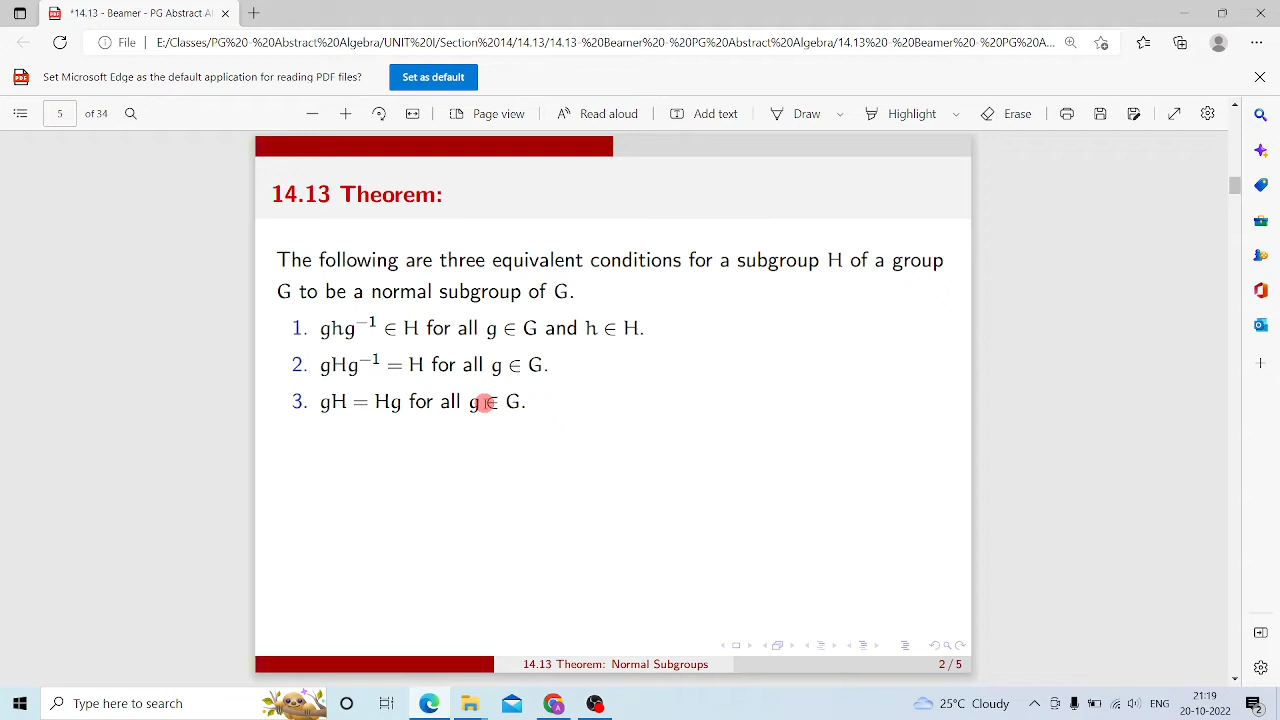 *14.13 - Beamer - PG Abstract Al
File
E:/Classes/PG%20-%20Abstract%20Algebra/UNIT%20I/Section%2014/14.13/14.13-%20Beamer%20-%20PG%20Abstract%20Algebra/14.13%20-%20Beamer%20-%20PG%20A...
Set Microsoft Edge as the default application for reading PDF files?
Set as default
5 of 34
Page view
Read aloud
Add text
Draw
Highlight
Erase
14.13 Theorem:
The following are three equivalent conditions for a subgroup H of a group
G to be a normal subgroup of G.
1. ghg⁻¹ ∈ H for all g ∈ G and h ∈ H.
2. gHg⁻¹ = H for all g ∈ G.
3. gH = Hg for all g ∈ G.
14.13 Theorem: Normal Subgroups
2 / 5
Type here to search
25°C Cloudy
ENG
21:19
20-10-2022
2